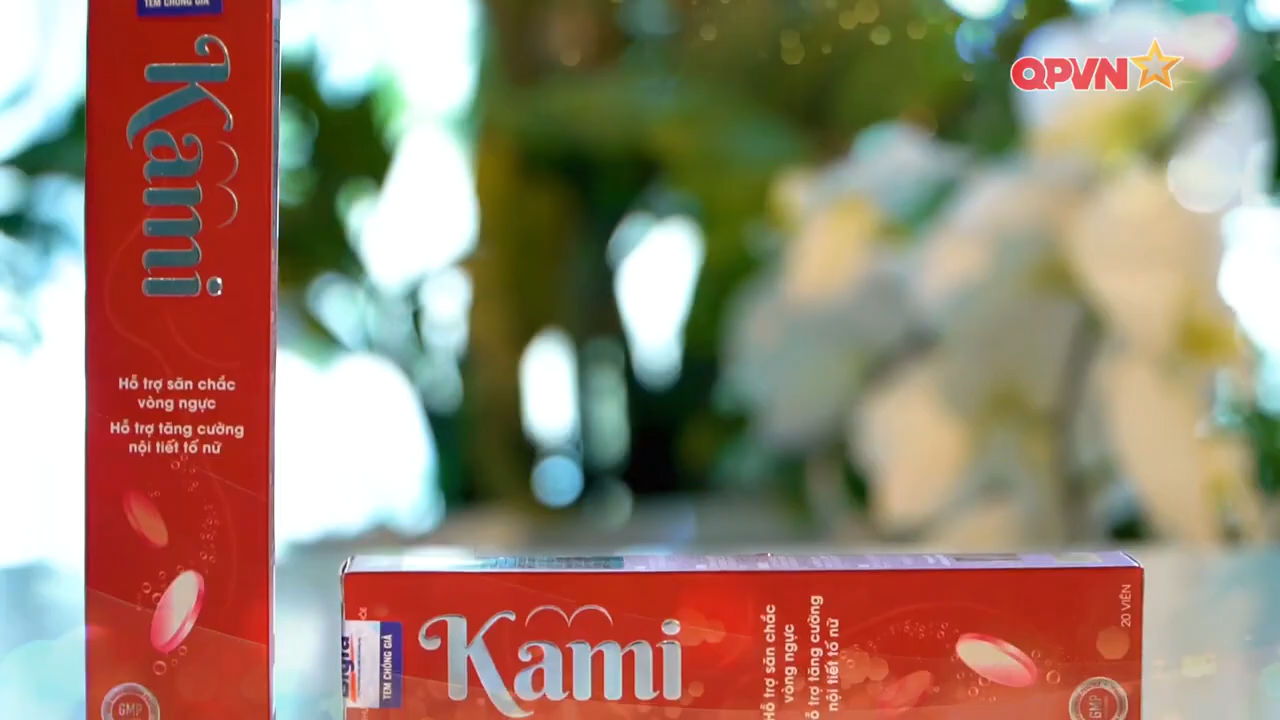 QPVN
TEM CHỐNG GIẢ
Kami
Hỗ trợ săn chắc
vòng ngực
Hỗ trợ tăng cường
nội tiết tố nữ
GMP
TEM CHỐNG GIẢ
Kami
Hỗ trợ săn chắc
vòng ngực
Hỗ trợ tăng cường
nội tiết tố nữ
20 VIÊN
GMP